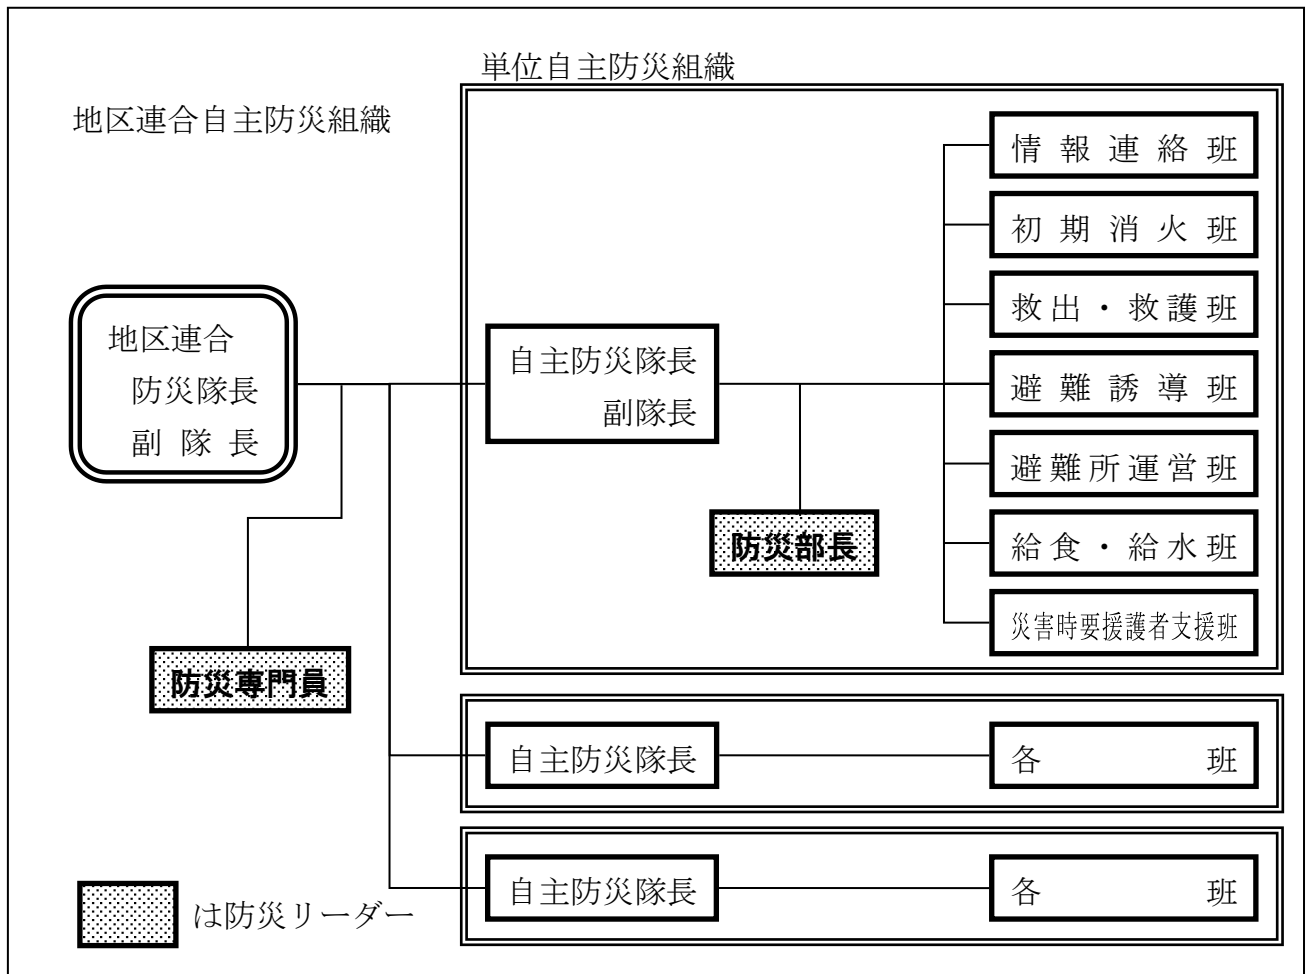 単位自主防災組織
地区連合自主防災組織
情報連絡班
初期消火班
救出・救護班
地区連合
防災隊長
副隊長
自主防災隊長
副隊長
避難誘導班
避難所運営班
防災部長
給食・給水班
災害時要援護者支援班
防災専門員
自主防災隊長
各班
自主防災隊長
各班
は防災リーダー